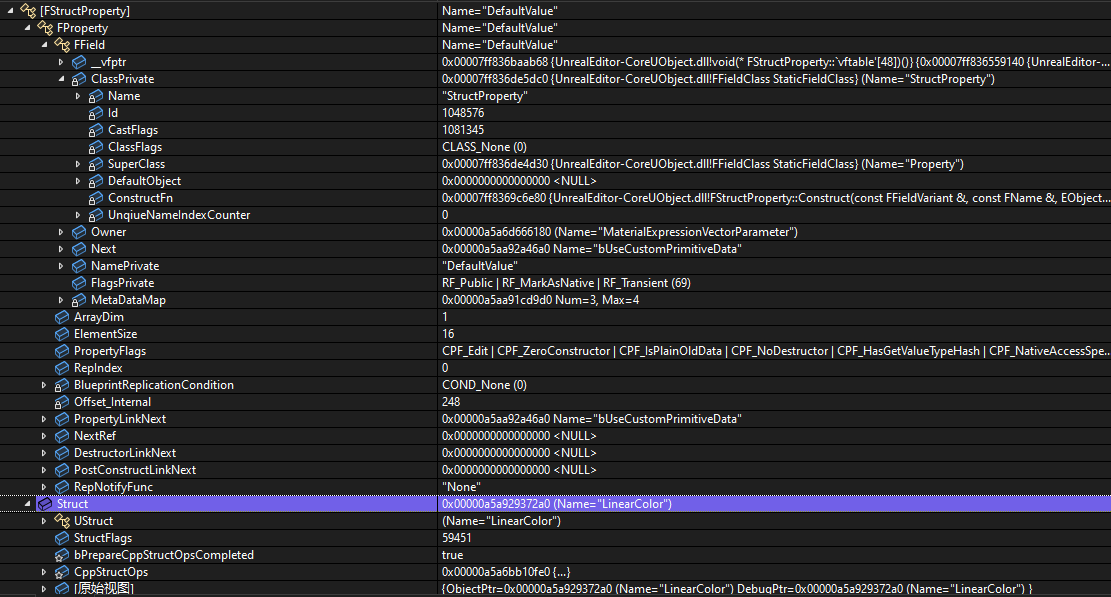 [FStructProperty] Name="DefaultValue"
FProperty Name="DefaultValue"
FField Name="DefaultValue"
__vfptr 0x00007ff836baab68 {UnrealEditor-CoreUObject.dll!void(* FStructProperty::`vftable'[48])()} {0x00007ff836559140 {UnrealEditor-...
ClassPrivate 0x00007ff836de5dc0 {UnrealEditor-CoreUObject.dll!FFieldClass StaticFieldClass} (Name="StructProperty")
Name "StructProperty"
Id 1048576
CastFlags 1081345
ClassFlags CLASS_None (0)
SuperClass 0x00007ff836de4d30 {UnrealEditor-CoreUObject.dll!FFieldClass StaticFieldClass} (Name="Property")
DefaultObject 0x0000000000000000 <NULL>
ConstructFn 0x00007ff8369c6e80 {UnrealEditor-CoreUObject.dll!FStructProperty::Construct(const FFieldVariant &, const FName &, EObject...
UnqiueNameIndexCounter 0
Owner 0x00000a5a6d666180 (Name="MaterialExpressionVectorParameter")
Next 0x00000a5aa92a46a0 Name="bUseCustomPrimitiveData"
NamePrivate "DefaultValue"
FlagsPrivate RF_Public | RF_MarkAsNative | RF_Transient (69)
MetaDataMap 0x00000a5aa91cd9d0 Num=3, Max=4
ArrayDim 1
ElementSize 16
PropertyFlags CPF_Edit | CPF_ZeroConstructor | CPF_IsPlainOldData | CPF_NoDestructor | CPF_HasGetValueTypeHash | CPF_NativeAccessSpe...
RepIndex 0
BlueprintReplicationCondition COND_None (0)
Offset_Internal 248
PropertyLinkNext 0x00000a5aa92a46a0 Name="bUseCustomPrimitiveData"
NextRef 0x0000000000000000 <NULL>
DestructorLinkNext 0x0000000000000000 <NULL>
PostConstructLinkNext 0x0000000000000000 <NULL>
RepNotifyFunc "None"
Struct 0x00000a5a929372a0 (Name="LinearColor")
UStruct (Name="LinearColor")
StructFlags 59451
bPrepareCppStructOpsCompleted true
CppStructOps 0x00000a5a6bb10fe0 {...}
[原始视图] {ObjectPtr=0x00000a5a929372a0 (Name="LinearColor") DebugPtr=0x00000a5a929372a0 (Name="LinearColor") }